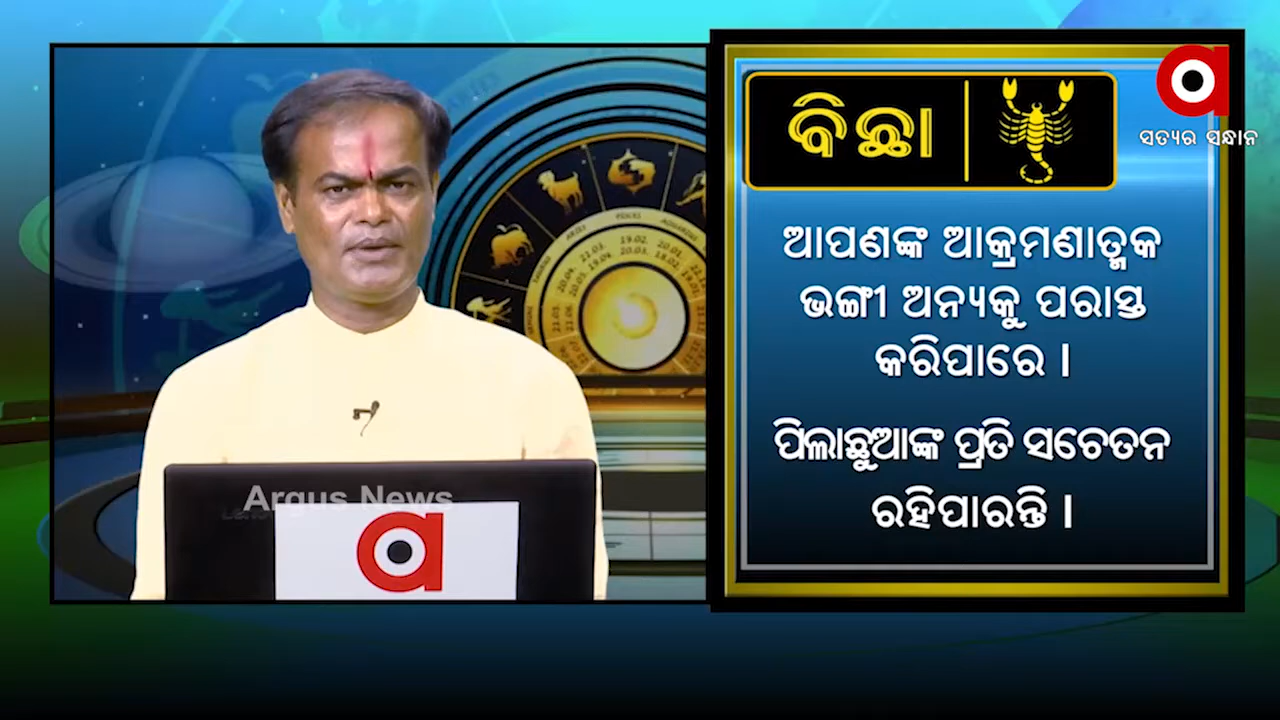 ବିଛା
ସତ୍ୟର ସନ୍ଧାନ
ଆପଣଙ୍କ ଆକ୍ରମଣାତ୍ମକ
ଭଙ୍ଗୀ ଅନ୍ୟକୁ ପରାସ୍ତ
କରିପାରେ ।
ପିଲାଛୁଆଙ୍କ ପ୍ରତି ସଚେତନ
ରହିପାରନ୍ତି ।
Argus News